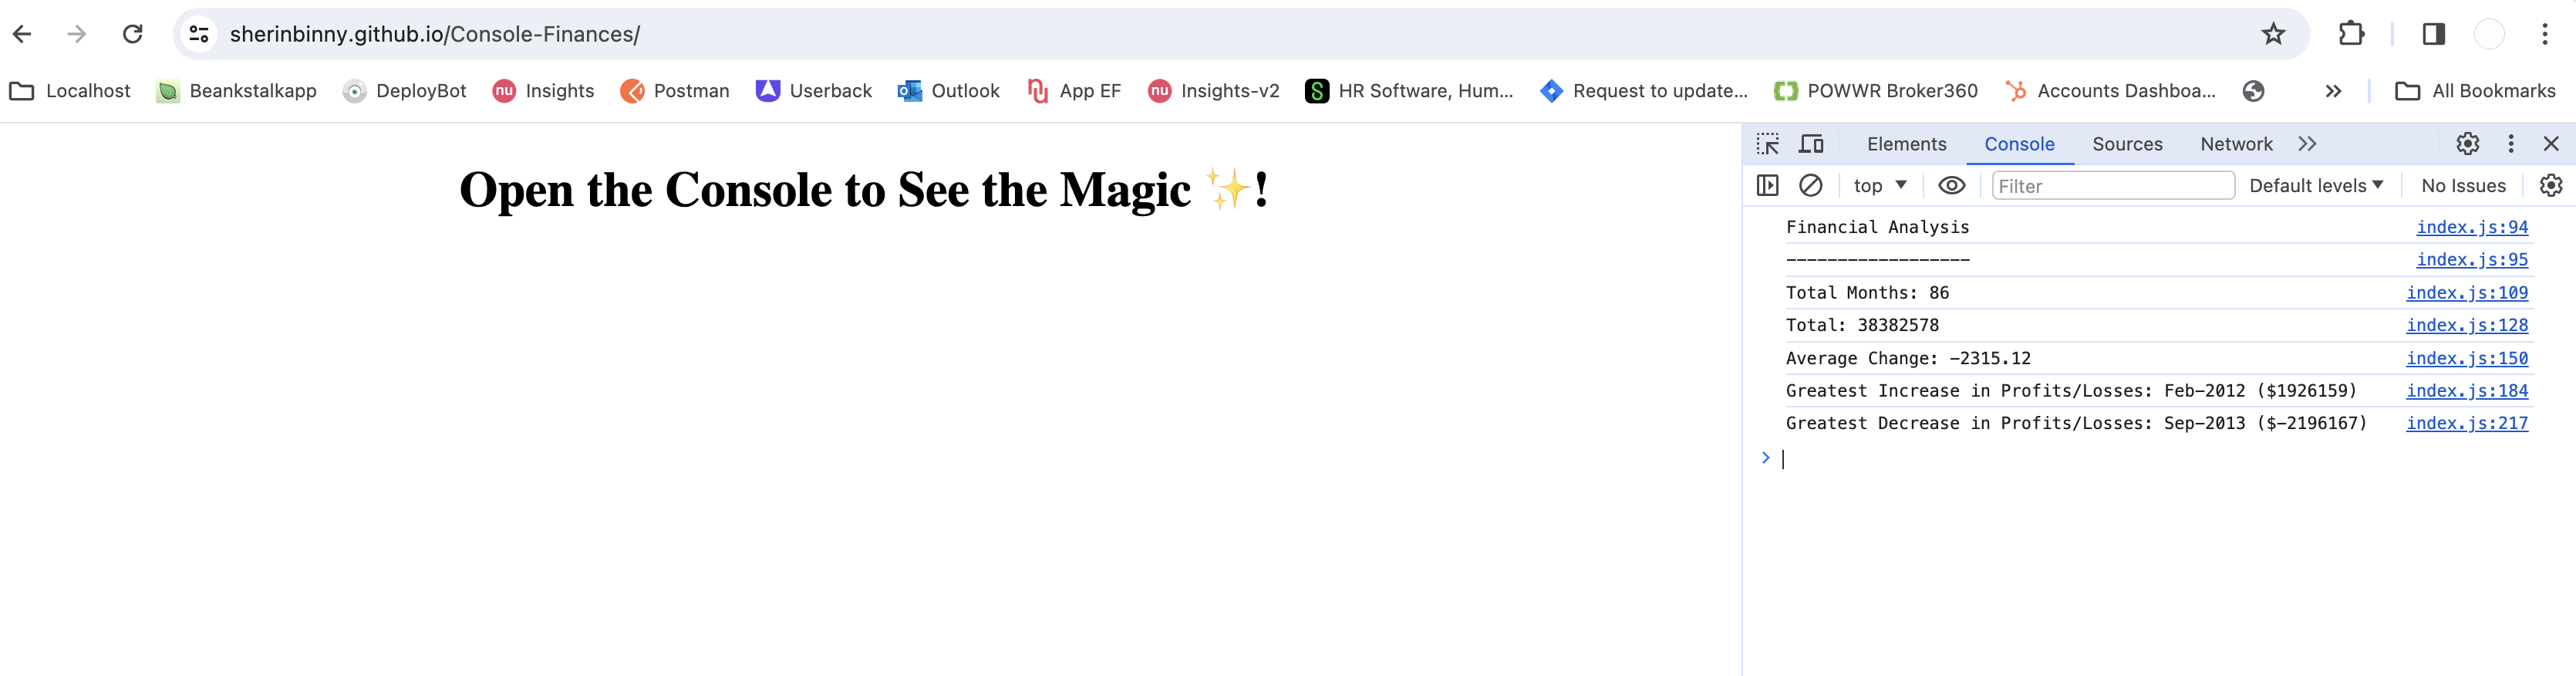 sherinbinny.github.io/Console-Finances/
Localhost Beankstalkapp DeployBot nu Insights Postman Userback Outlook App EF nu Insights-v2 S HR Software, Hum... Request to update... POWWR Broker360 Accounts Dashboa... » All Bookmarks
Elements Console Sources Network »
top Filter Default levels No Issues
Open the Console to See the Magic ✨!
Financial Analysis index.js:94
------------------ index.js:95
Total Months: 86 index.js:109
Total: 38382578 index.js:128
Average Change: -2315.12 index.js:150
Greatest Increase in Profits/Losses: Feb-2012 ($1926159) index.js:184
Greatest Decrease in Profits/Losses: Sep-2013 ($-2196167) index.js:217
>